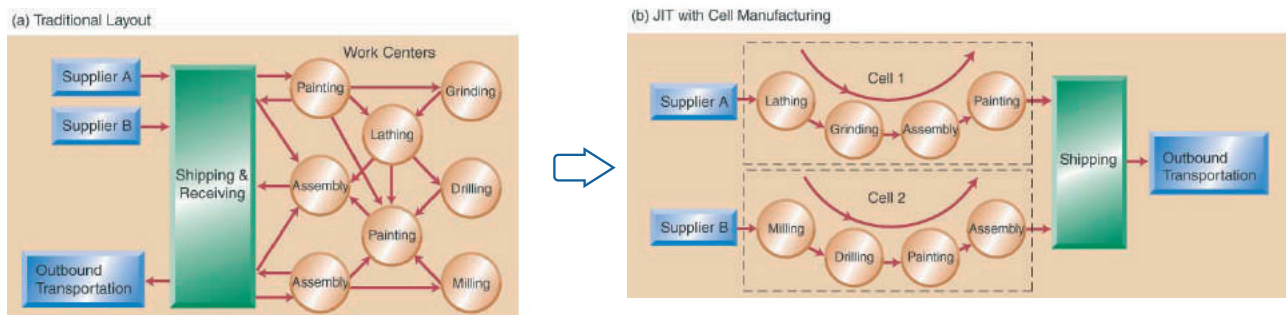 (a) Traditional Layout
Work Centers
Supplier A
Supplier B
Shipping &
Receiving
Outbound
Transportation
Painting
Grinding
Lathing
Assembly
Drilling
Painting
Assembly
Milling
(b) JIT with Cell Manufacturing
Cell 1
Supplier A
Lathing
Grinding
Assembly
Painting
Cell 2
Supplier B
Milling
Drilling
Painting
Assembly
Shipping
Outbound
Transportation